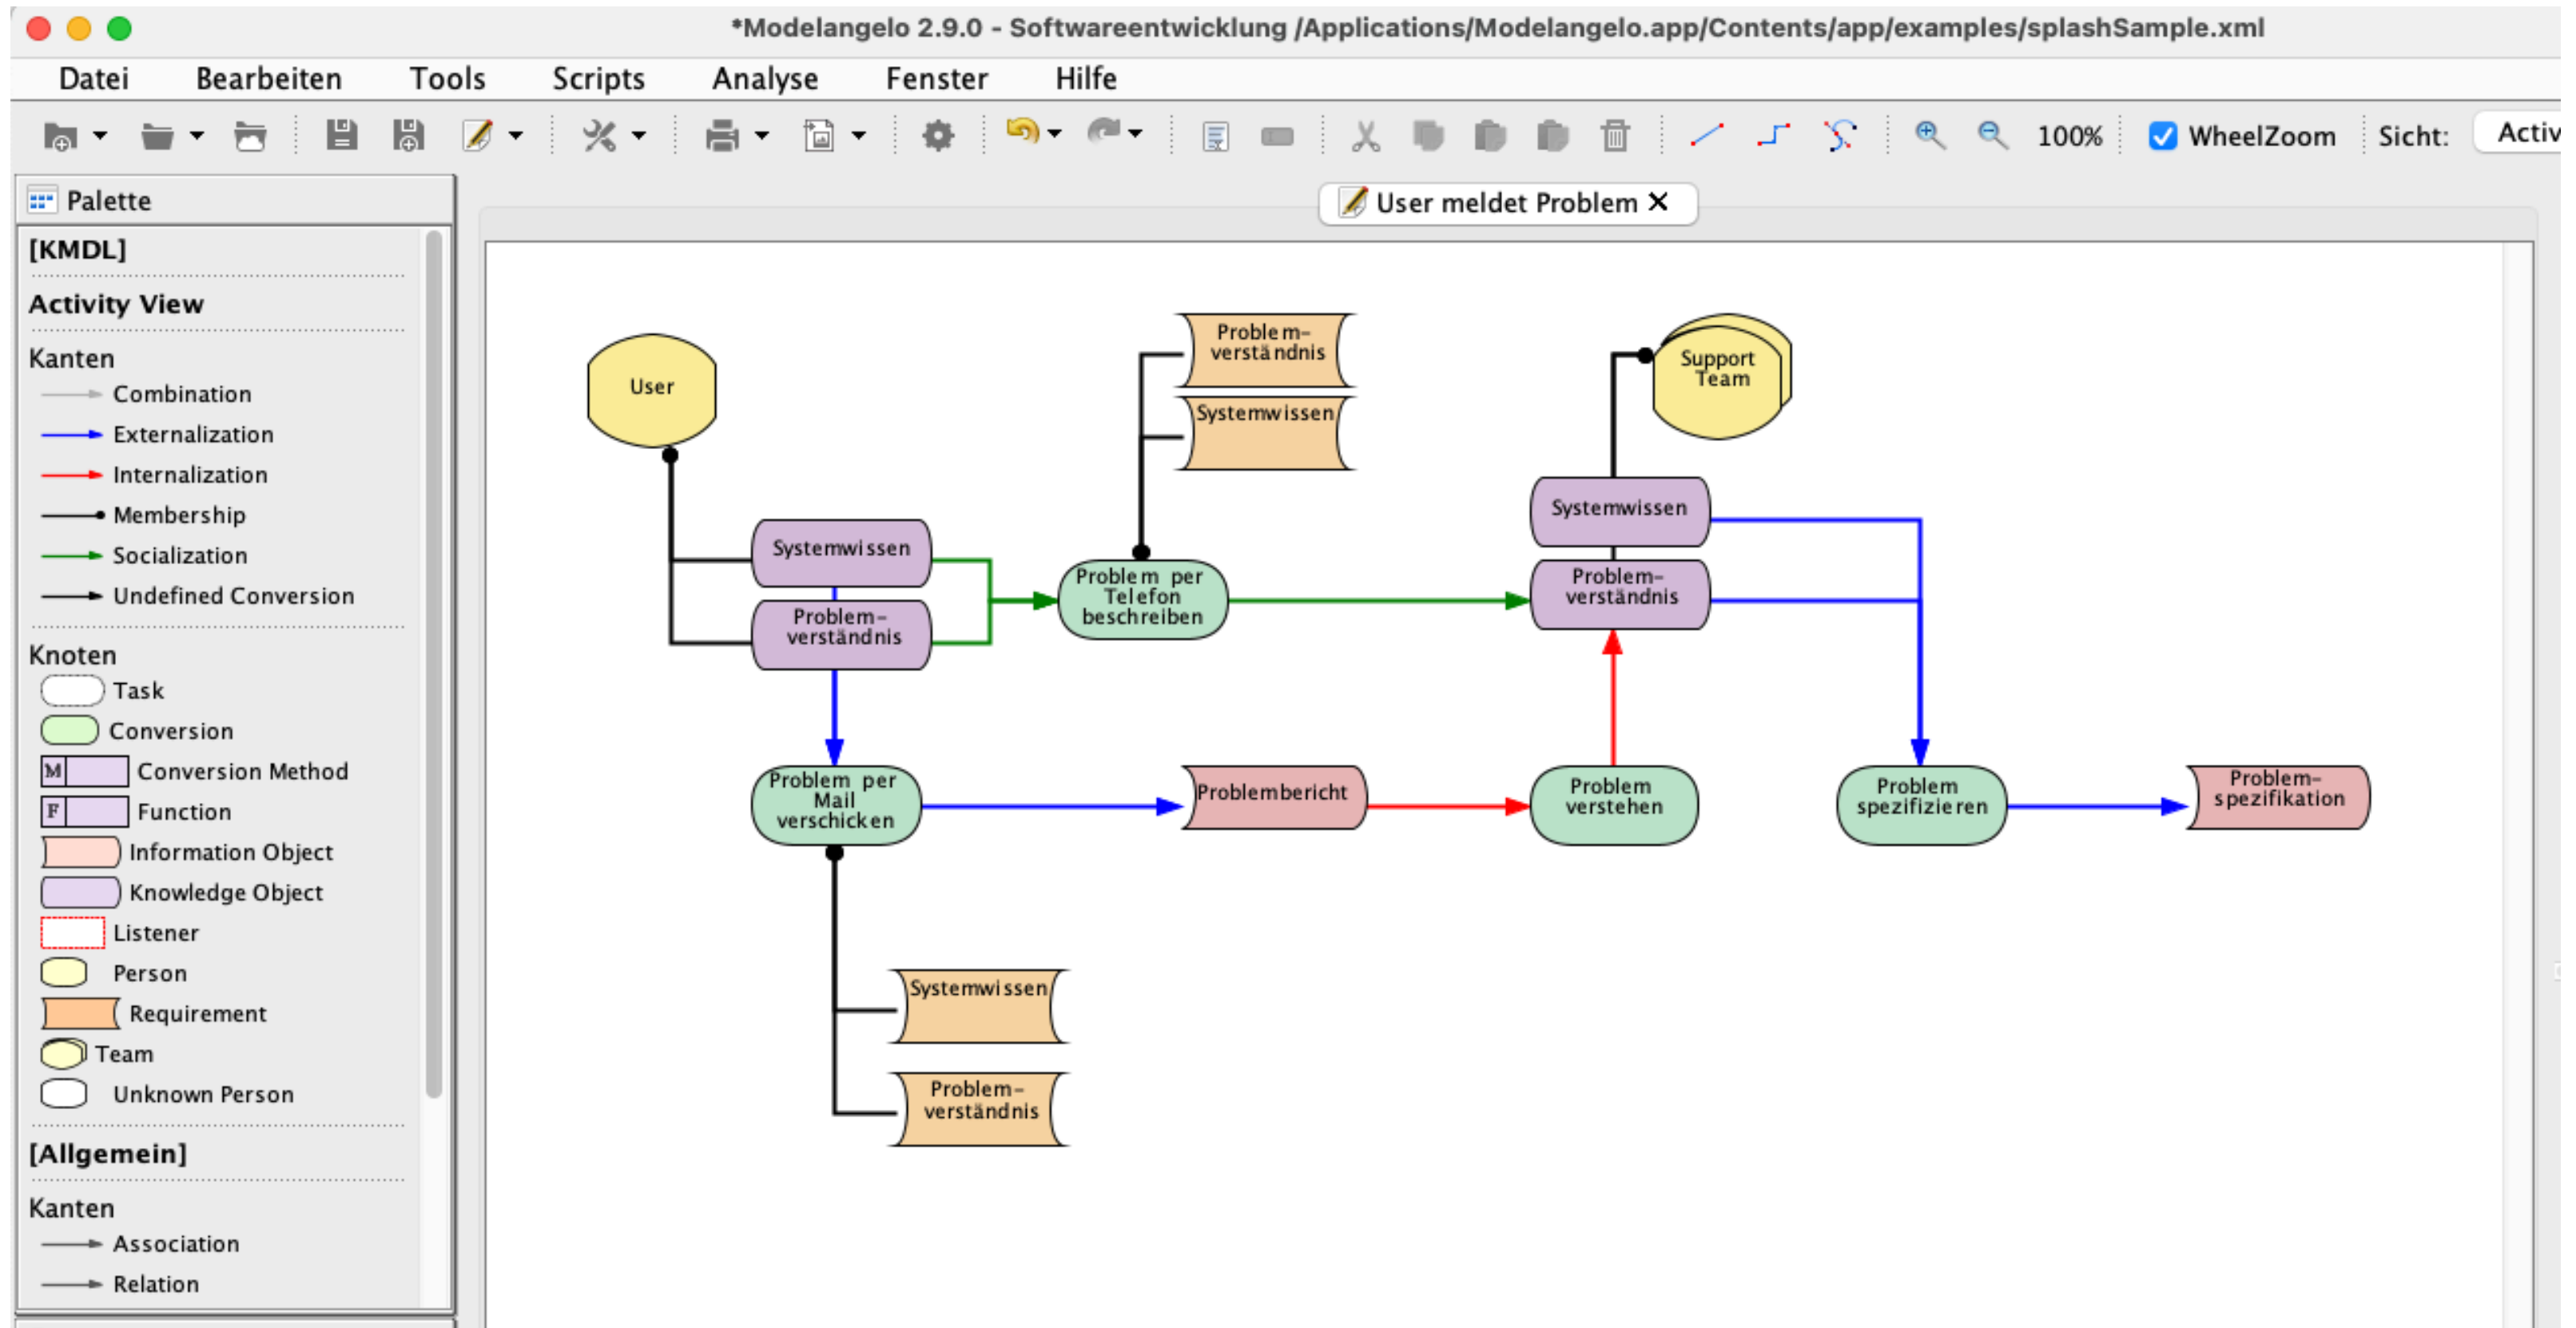 *Modelangelo 2.9.0 - Softwareentwicklung /Applications/Modelangelo.app/Contents/app/examples/splashSample.xml
Datei Bearbeiten Tools Scripts Analyse Fenster Hilfe
100% WheelZoom Sicht: Activ
Palette
[KMDL]
Activity View
Kanten
Combination
Externalization
Internalization
Membership
Socialization
Undefined Conversion
Knoten
Task
Conversion
M Conversion Method
F Function
Information Object
Knowledge Object
Listener
Person
Requirement
Team
Unknown Person
[Allgemein]
Kanten
Association
Relation
User meldet Problem
User
Problem-
verständnis
Systemwissen
Support
Team
Systemwissen
Problem-
verständnis
Problem per
Telefon
beschreiben
Systemwissen
Problem-
verständnis
Problem per
Mail
verschicken
Problembericht
Problem
verstehen
Problem
spezifizieren
Problem-
spezifikation
Systemwissen
Problem-
verständnis